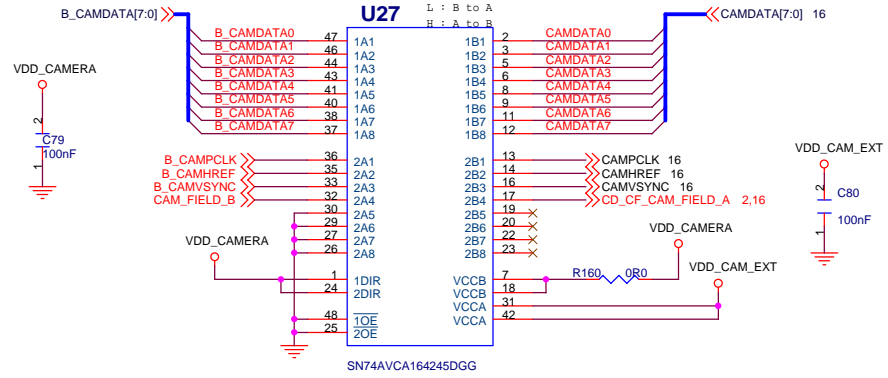 B_CAMDATA[7:0]
U27
L : B to A
H : A to B
CAMDATA[7:0] 16
B_CAMDATA0 47 1A1 1B1 2 CAMDATA0
B_CAMDATA1 46 1A2 1B2 3 CAMDATA1
B_CAMDATA2 44 1A3 1B3 5 CAMDATA2
B_CAMDATA3 43 1A4 1B4 6 CAMDATA3
B_CAMDATA4 41 1A5 1B5 8 CAMDATA4
B_CAMDATA5 40 1A6 1B6 9 CAMDATA5
B_CAMDATA6 38 1A7 1B7 11 CAMDATA6
B_CAMDATA7 37 1A8 1B8 12 CAMDATA7
VDD_CAMERA
2
C79
100nF
1
B_CAMPCLK 36 2A1 2B1 13 CAMPCLK 16
B_CAMHREF 35 2A2 2B2 14 CAMHREF 16
B_CAMVSYNC 33 2A3 2B3 16 CAMVSYNC 16
CAM_FIELD_B 32 2A4 2B4 17 CD_CF_CAM_FIELD_A 2,16
30 2A5 2B5 19
29 2A6 2B6 20
27 2A7 2B7 22
26 2A8 2B8 23
VDD_CAM_EXT
2
C80
100nF
1
VDD_CAMERA
VDD_CAMERA
1 1DIR VCCB 7 R160 0R0
24 2DIR VCCB 18
VDD_CAM_EXT
VCCA 31
48 1OE VCCA 42
25 2OE
SN74AVCA164245DGG